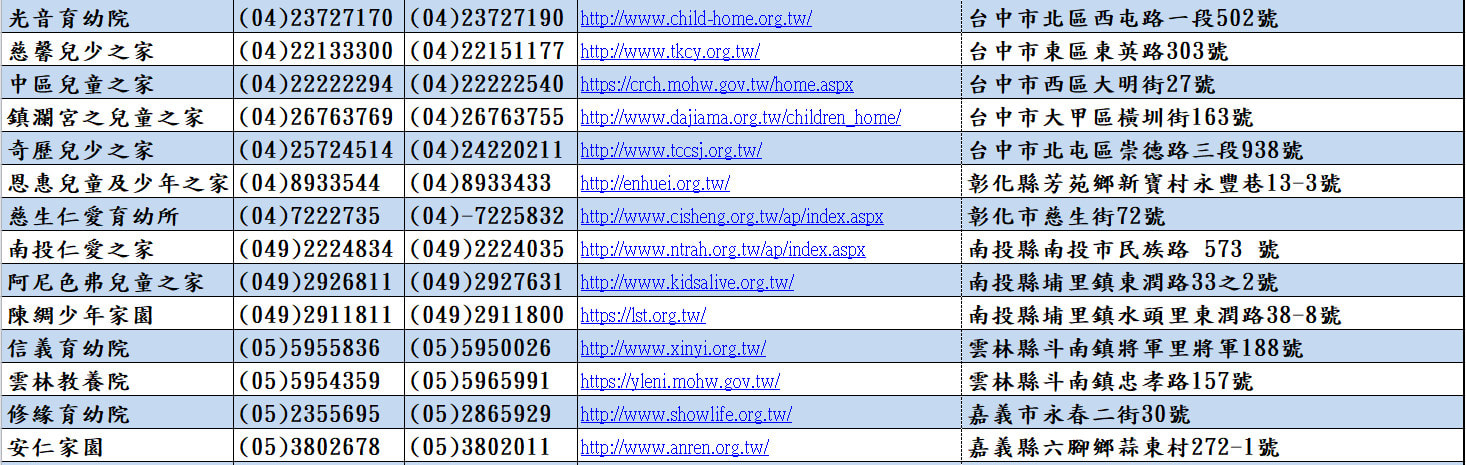 光音育幼院 (04)23727170 (04)23727190 http://www.child-home.org.tw/ 台中市北區西屯路一段502號
慈馨兒少之家 (04)22133300 (04)22151177 http://www.tkcy.org.tw/ 台中市東區東英路303號
中區兒童之家 (04)22222294 (04)22222540 https://crch.mohw.gov.tw/home.aspx 台中市西區大明街27號
鎮瀾宮之兒童之家 (04)26763769 (04)26763755 http://www.dajiama.org.tw/children_home/ 台中市大甲區橫圳街163號
奇歷兒少之家 (04)25724514 (04)24220211 http://www.tccsj.org.tw/ 台中市北屯區崇德路三段938號
恩惠兒童及少年之家 (04)8933544 (04)8933433 http://enhuei.org.tw/ 彰化縣芳苑鄉新寶村永豐巷13-3號
慈生仁愛育幼所 (04)7222735 (04)-7225832 http://www.cisheng.org.tw/ap/index.aspx 彰化市慈生街72號
南投仁愛之家 (049)2224834 (049)2224035 http://www.ntrah.org.tw/ap/index.aspx 南投縣南投市民族路 573 號
阿尼色弗兒童之家 (049)2926811 (049)2927631 http://www.kidsalive.org.tw/ 南投縣埔里鎮東潤路33之2號
陳綢少年家園 (049)2911811 (049)2911800 https://lst.org.tw/ 南投縣埔里鎮水頭里東潤路38-8號
信義育幼院 (05)5955836 (05)5950026 http://www.xinyi.org.tw/ 雲林縣斗南鎮將軍里將軍188號
雲林教養院 (05)5954359 (05)5965991 https://yleni.mohw.gov.tw/ 雲林縣斗南鎮忠孝路157號
修緣育幼院 (05)2355695 (05)2865929 http://www.showlife.org.tw/ 嘉義市永春二街30號
安仁家園 (05)3802678 (05)3802011 http://www.anren.org.tw/ 嘉義縣六腳鄉蒜東村272-1號